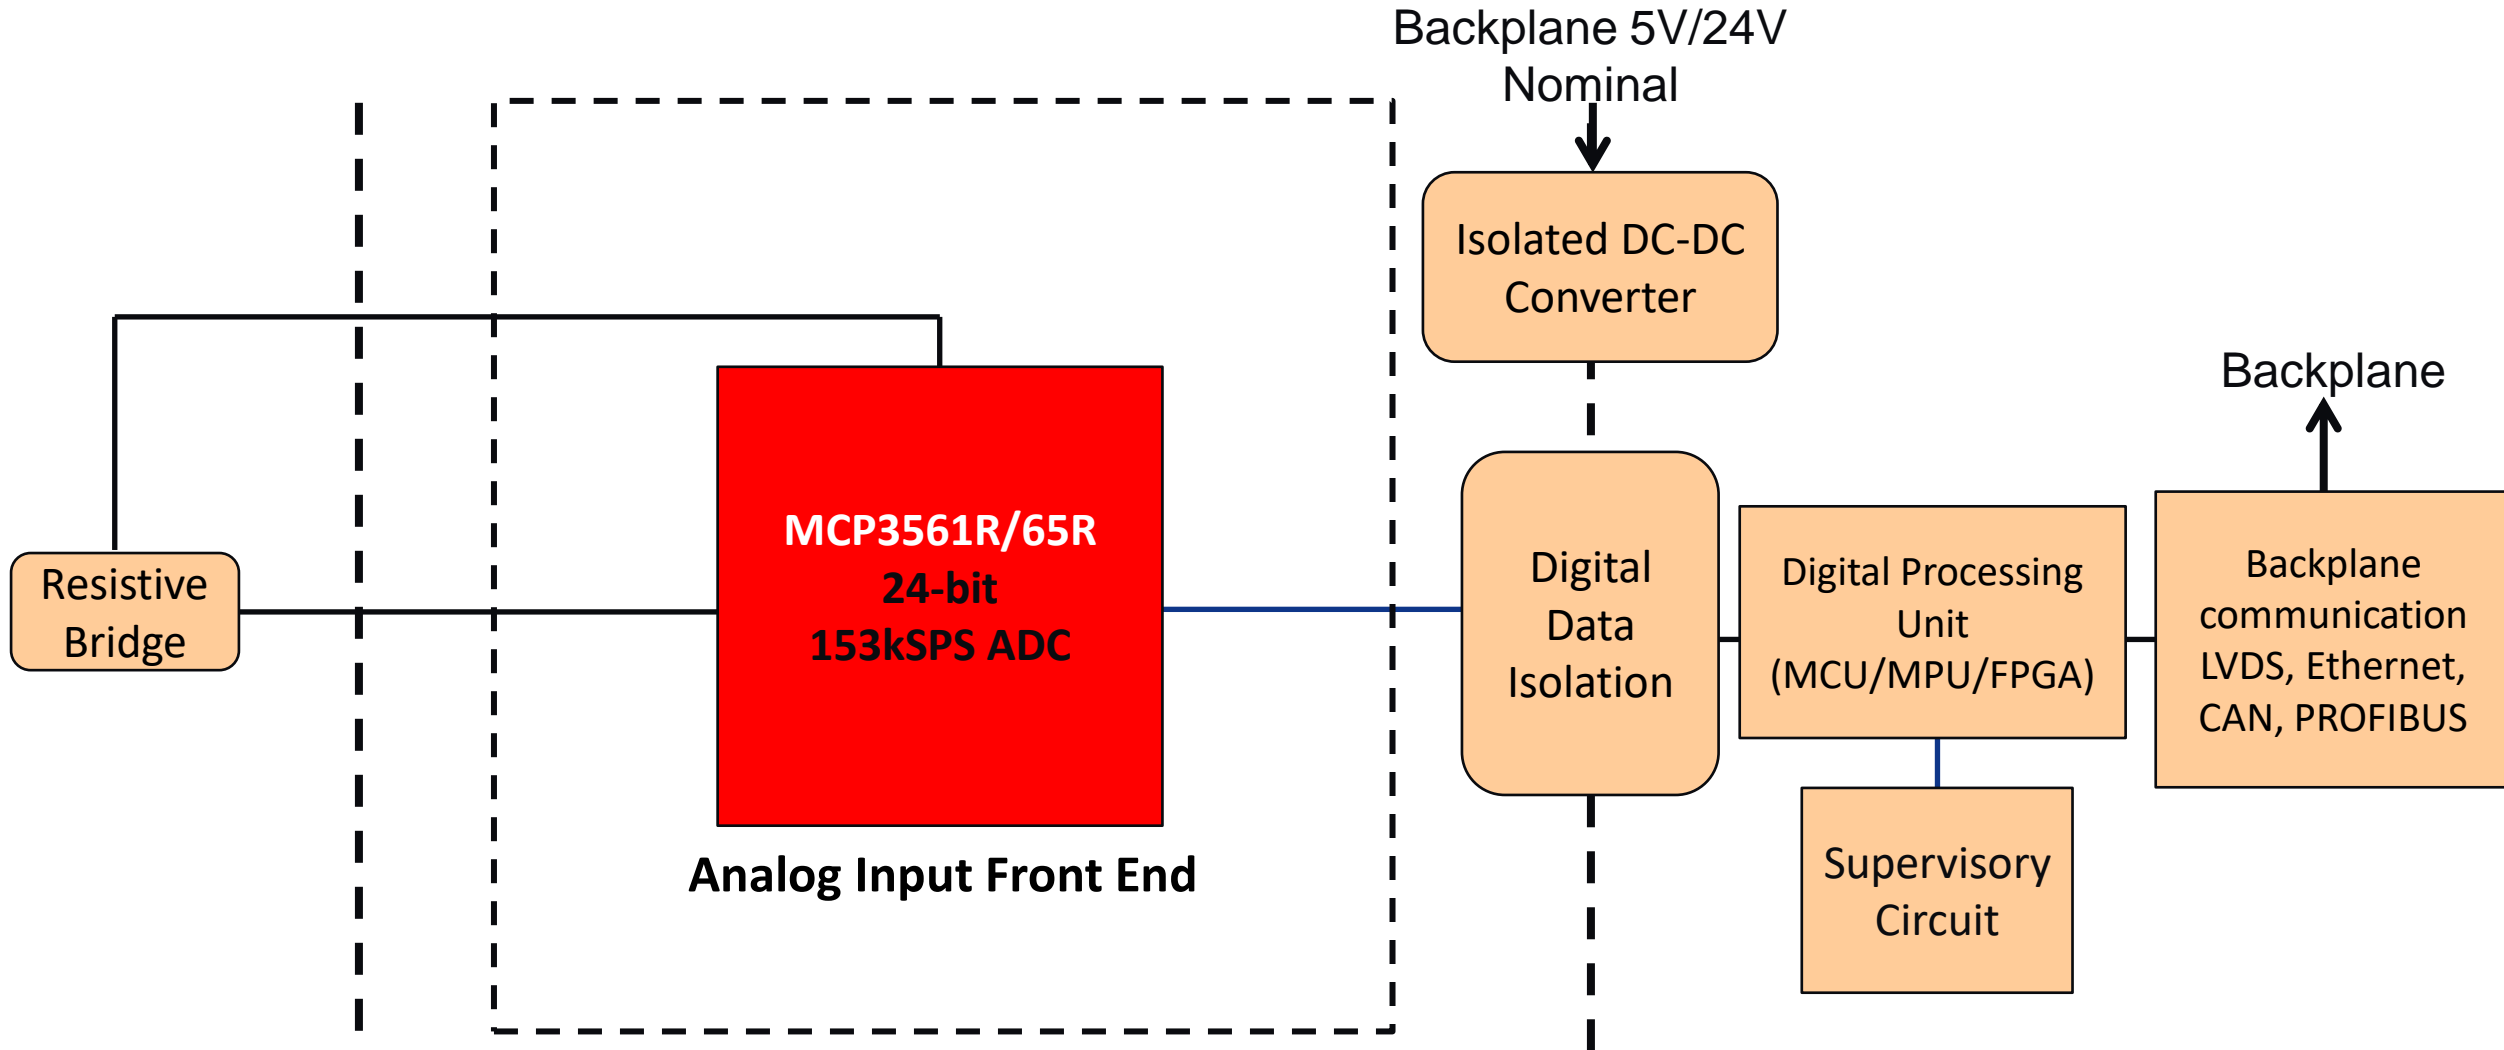 Backplane 5V/24V
Nominal
Isolated DC-DC
Converter
Backplane
Resistive
Bridge
MCP3561R/65R
24-bit
153kSPS ADC
Analog Input Front End
Digital
Data
Isolation
Digital Processing
Unit
(MCU/MPU/FPGA)
Backplane
communication
LVDS, Ethernet,
CAN, PROFIBUS
Supervisory
Circuit